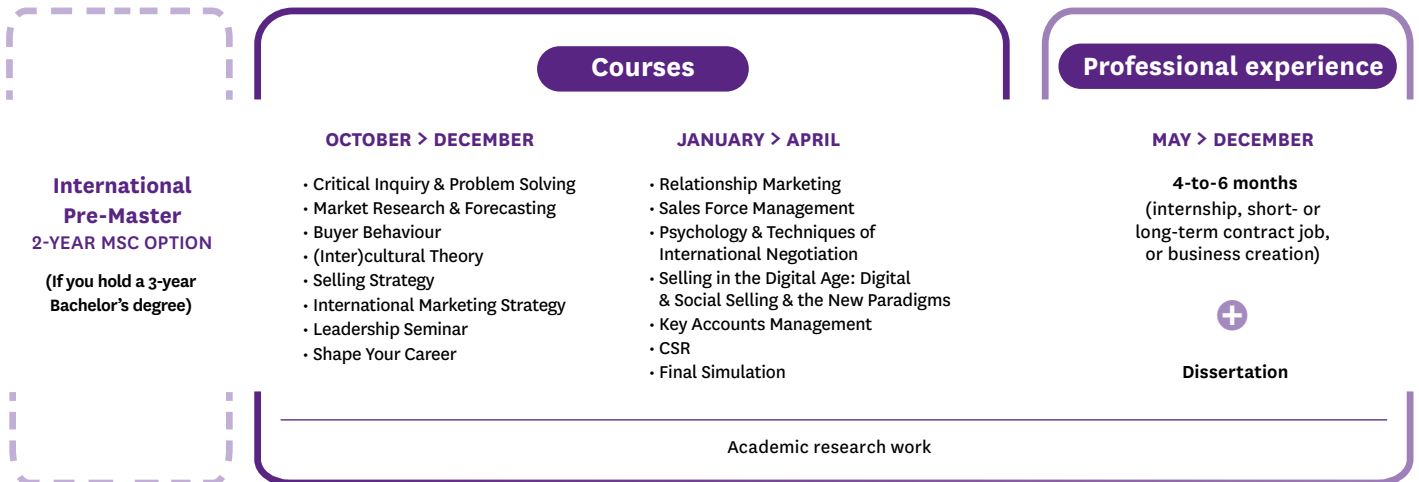 International
Pre-Master
2-YEAR MSC OPTION
(If you hold a 3-year
Bachelor's degree)
Courses
OCTOBER > DECEMBER
• Critical Inquiry & Problem Solving
• Market Research & Forecasting
• Buyer Behaviour
• (Inter)cultural Theory
• Selling Strategy
• International Marketing Strategy
• Leadership Seminar
• Shape Your Career
JANUARY > APRIL
• Relationship Marketing
• Sales Force Management
• Psychology & Techniques of
International Negotiation
• Selling in the Digital Age: Digital
& Social Selling & the New Paradigms
• Key Accounts Management
• CSR
• Final Simulation
Professional experience
MAY > DECEMBER
4-to-6 months
(internship, short- or
long-term contract job,
or business creation)
+
Dissertation
Academic research work